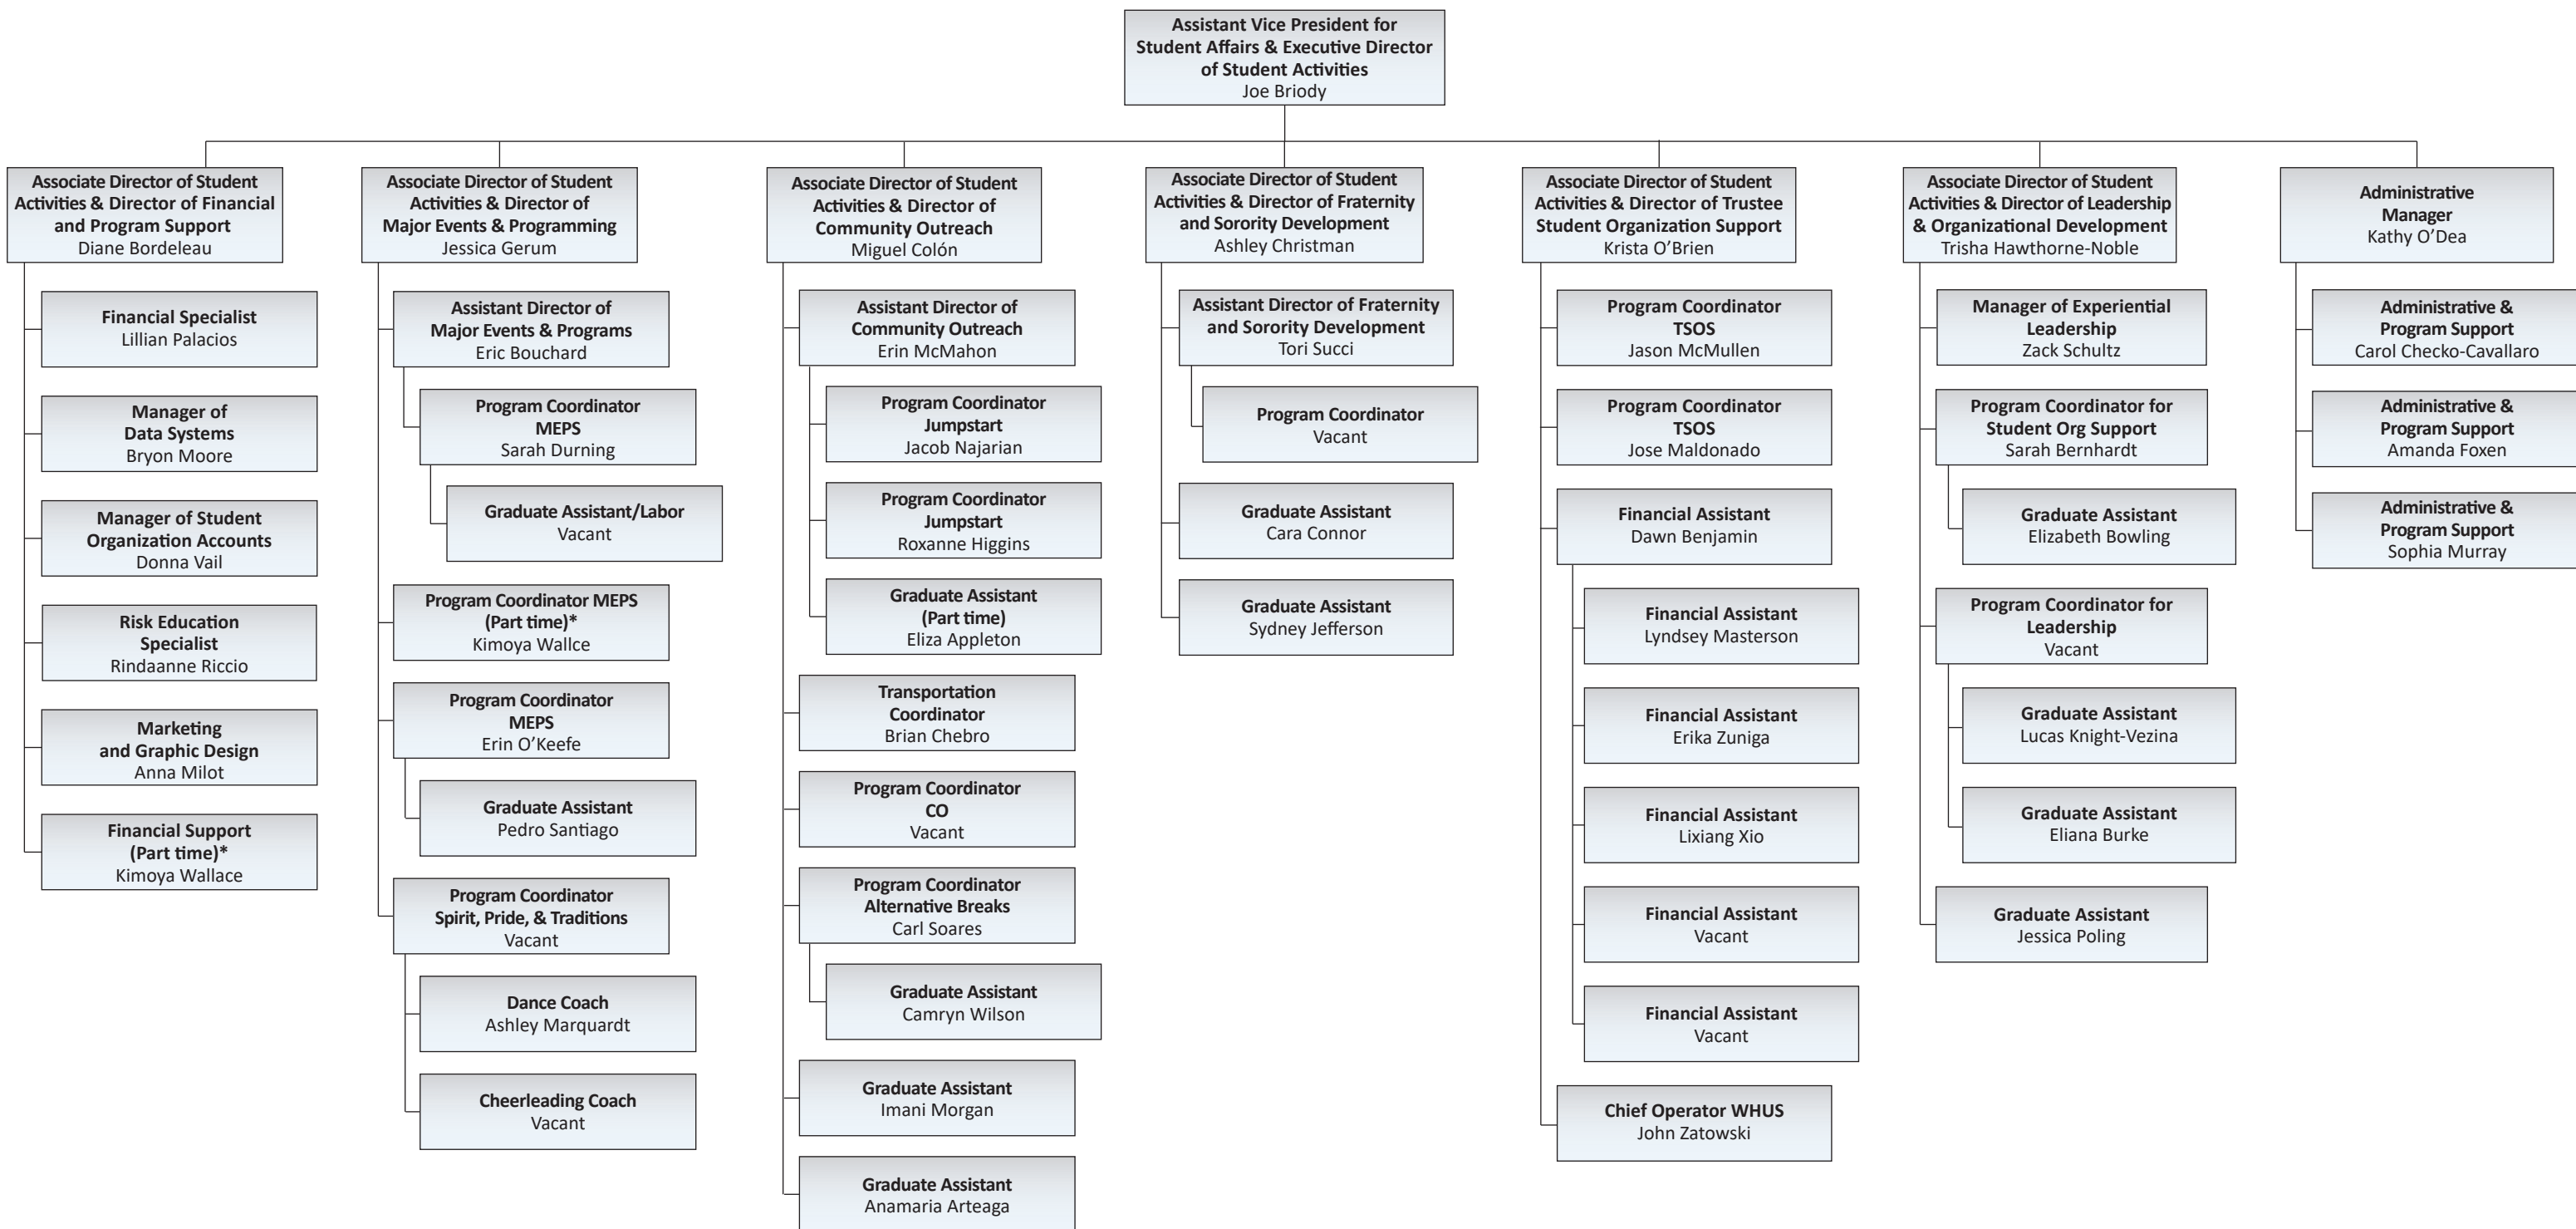 Assistant Vice President for
Student Affairs & Executive Director
of Student Activities
Joe Briody
Associate Director of Student
Activities & Director of Financial
and Program Support
Diane Bordeleau
Financial Specialist
Lillian Palacios
Manager of
Data Systems
Bryon Moore
Manager of Student
Organization Accounts
Donna Vail
Risk Education
Specialist
Rindaanne Riccio
Marketing
and Graphic Design
Anna Milot
Financial Support
(Part time)*
Kimoya Wallace
Associate Director of Student
Activities & Director of
Major Events & Programming
Jessica Gerum
Assistant Director of
Major Events & Programs
Eric Bouchard
Program Coordinator
MEPS
Sarah Durning
Graduate Assistant/Labor
Vacant
Program Coordinator MEPS
(Part time)*
Kimoya Wallce
Program Coordinator
MEPS
Erin O’Keefe
Graduate Assistant
Pedro Santiago
Program Coordinator
Spirit, Pride, & Traditions
Vacant
Dance Coach
Ashley Marquardt
Cheerleading Coach
Vacant
Associate Director of Student
Activities & Director of
Community Outreach
Miguel Colón
Assistant Director of
Community Outreach
Erin McMahon
Program Coordinator
Jumpstart
Jacob Najarian
Program Coordinator
Jumpstart
Roxanne Higgins
Graduate Assistant
(Part time)
Eliza Appleton
Transportation
Coordinator
Brian Chebro
Program Coordinator
CO
Vacant
Program Coordinator
Alternative Breaks
Carl Soares
Graduate Assistant
Camryn Wilson
Graduate Assistant
Imani Morgan
Graduate Assistant
Anamaria Arteaga
Associate Director of Student
Activities & Director of Fraternity
and Sorority Development
Ashley Christman
Assistant Director of Fraternity
and Sorority Development
Tori Succi
Program Coordinator
Vacant
Graduate Assistant
Cara Connor
Graduate Assistant
Sydney Jefferson
Associate Director of Student
Activities & Director of Trustee
Student Organization Support
Krista O’Brien
Program Coordinator
TSOS
Jason McMullen
Program Coordinator
TSOS
Jose Maldonado
Financial Assistant
Dawn Benjamin
Financial Assistant
Lyndsey Masterson
Financial Assistant
Erika Zuniga
Financial Assistant
Lixiang Xio
Financial Assistant
Vacant
Financial Assistant
Vacant
Chief Operator WHUS
John Zatowski
Associate Director of Student
Activities & Director of Leadership
& Organizational Development
Trisha Hawthorne-Noble
Manager of Experiential
Leadership
Zack Schultz
Program Coordinator for
Student Org Support
Sarah Bernhardt
Graduate Assistant
Elizabeth Bowling
Program Coordinator for
Leadership
Vacant
Graduate Assistant
Lucas Knight-Vezina
Graduate Assistant
Eliana Burke
Graduate Assistant
Jessica Poling
Administrative
Manager
Kathy O’Dea
Administrative &
Program Support
Carol Checko-Cavallaro
Administrative &
Program Support
Amanda Foxen
Administrative &
Program Support
Sophia Murray